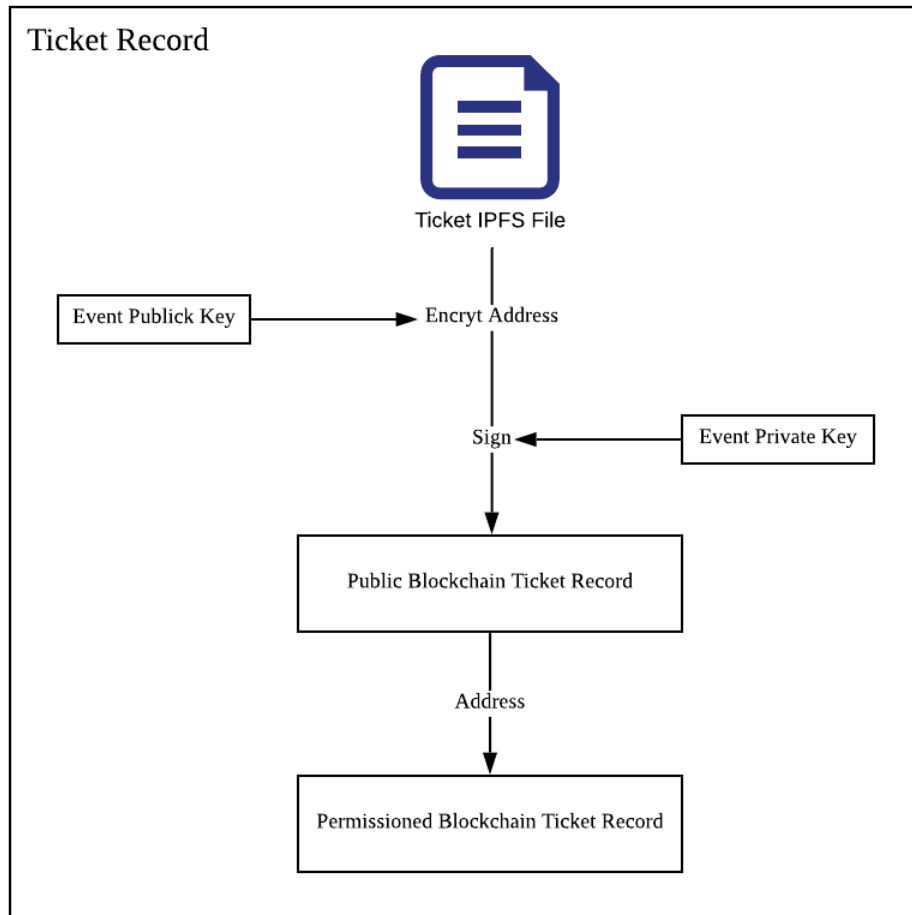 Ticket Record
Ticket IPFS File
Event Publick Key
Encryt Address
Sign
Event Private Key
Public Blockchain Ticket Record
Address
Permissioned Blockchain Ticket Record